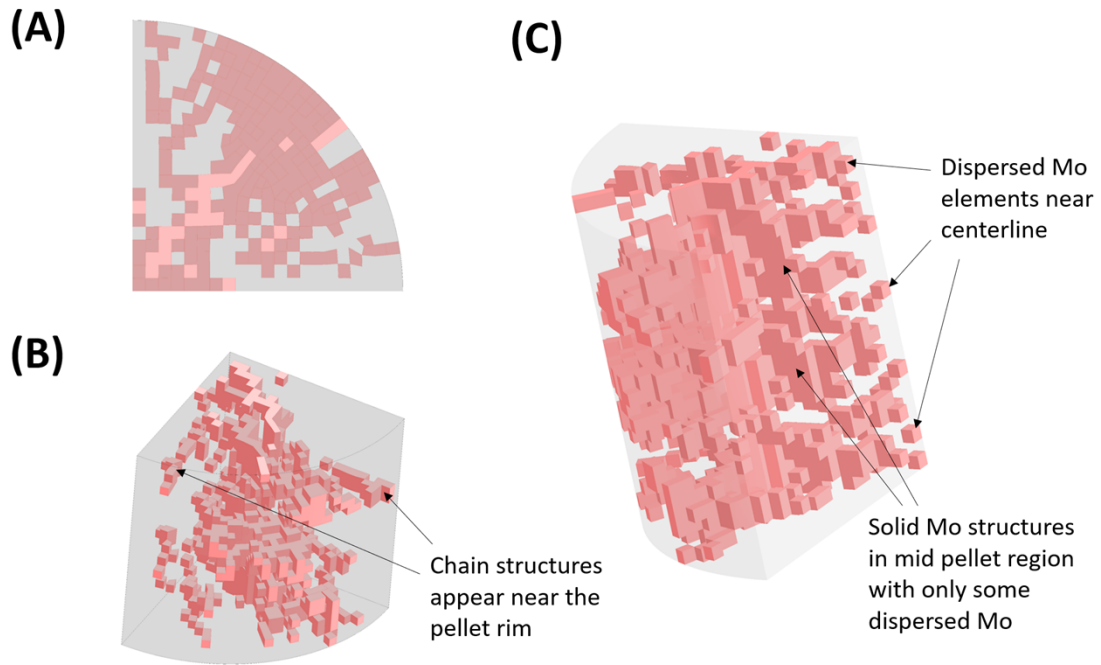 (A)
(B)
Chain structures
appear near the
pellet rim
(C)
Dispersed Mo
elements near
centerline
Solid Mo structures
in mid pellet region
with only some
dispersed Mo